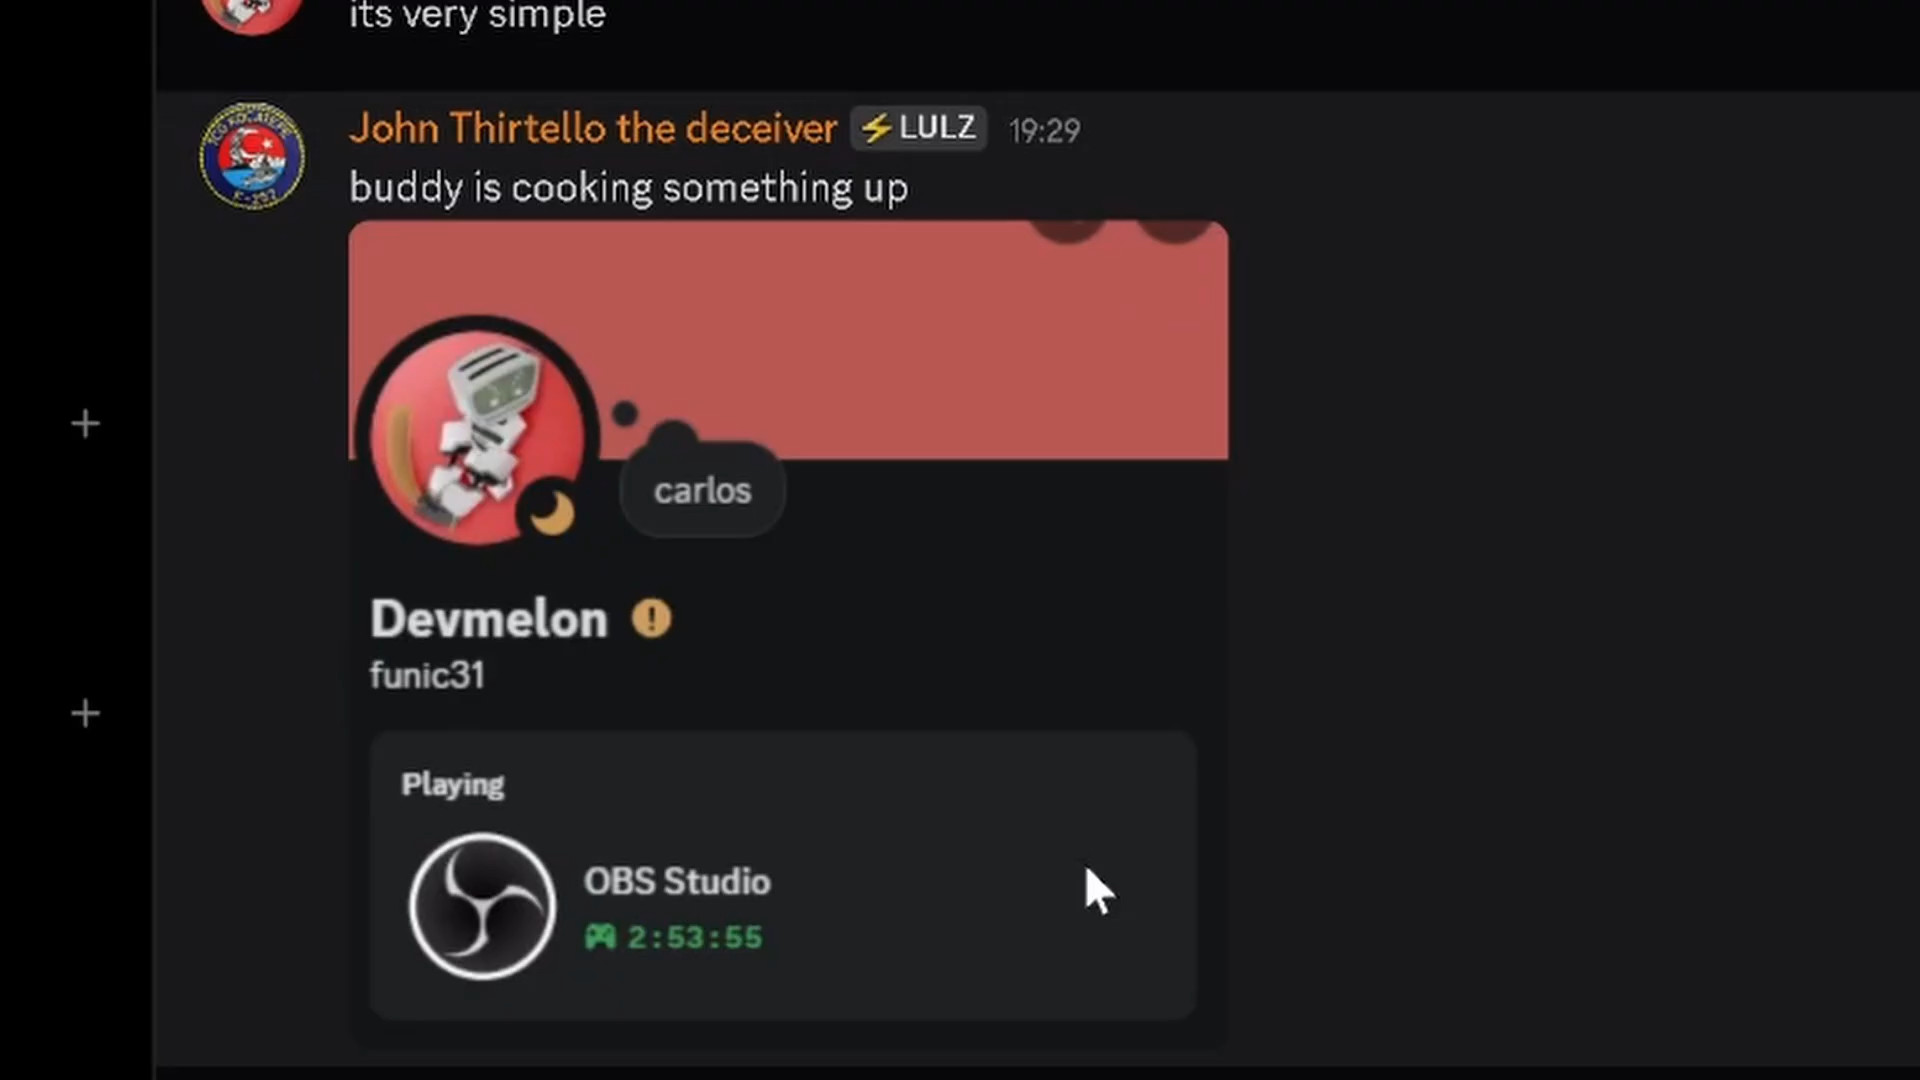 its very simple
John Thirtello the deceiver ⚡LULZ 19:29
buddy is cooking something up
carlos
Devmelon
funic31
Playing
OBS Studio
2:53:55